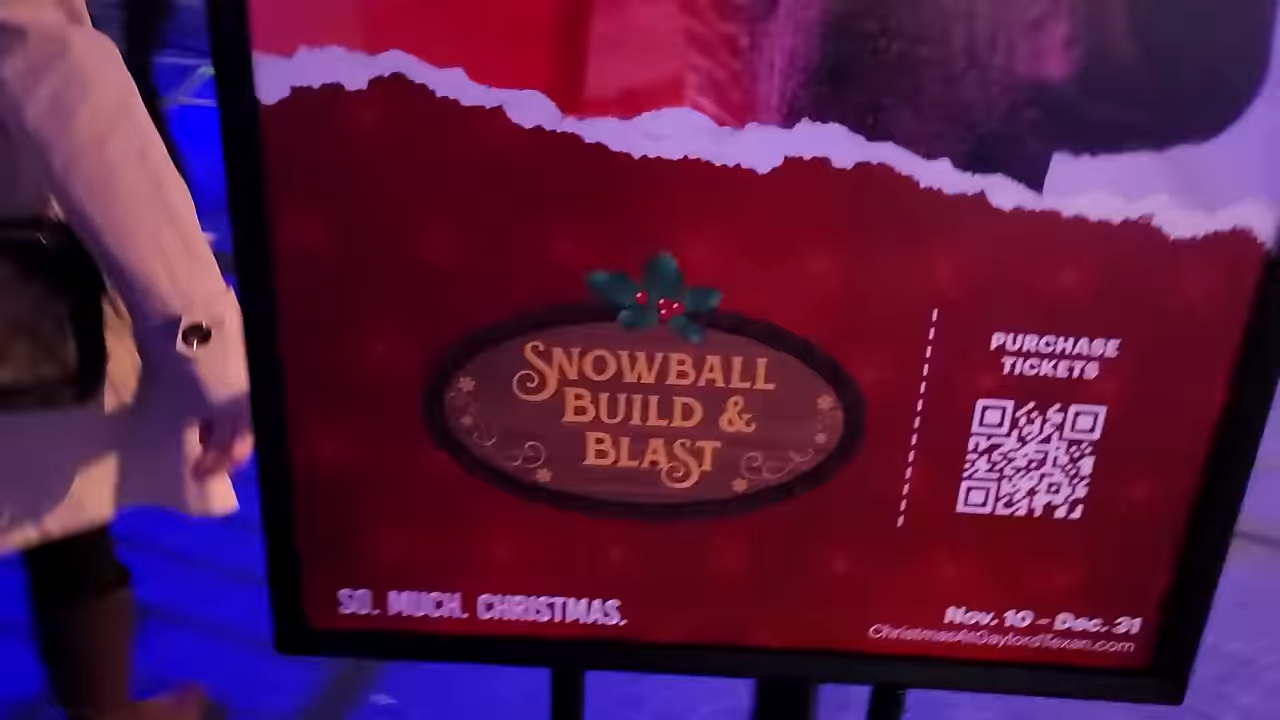 SNOWBALL
BUILD &
BLAST
PURCHASE
TICKETS
SO. MUCH. CHRISTMAS.
Nov. 10 - Dec. 31
ChristmasAtGaylordTexan.com